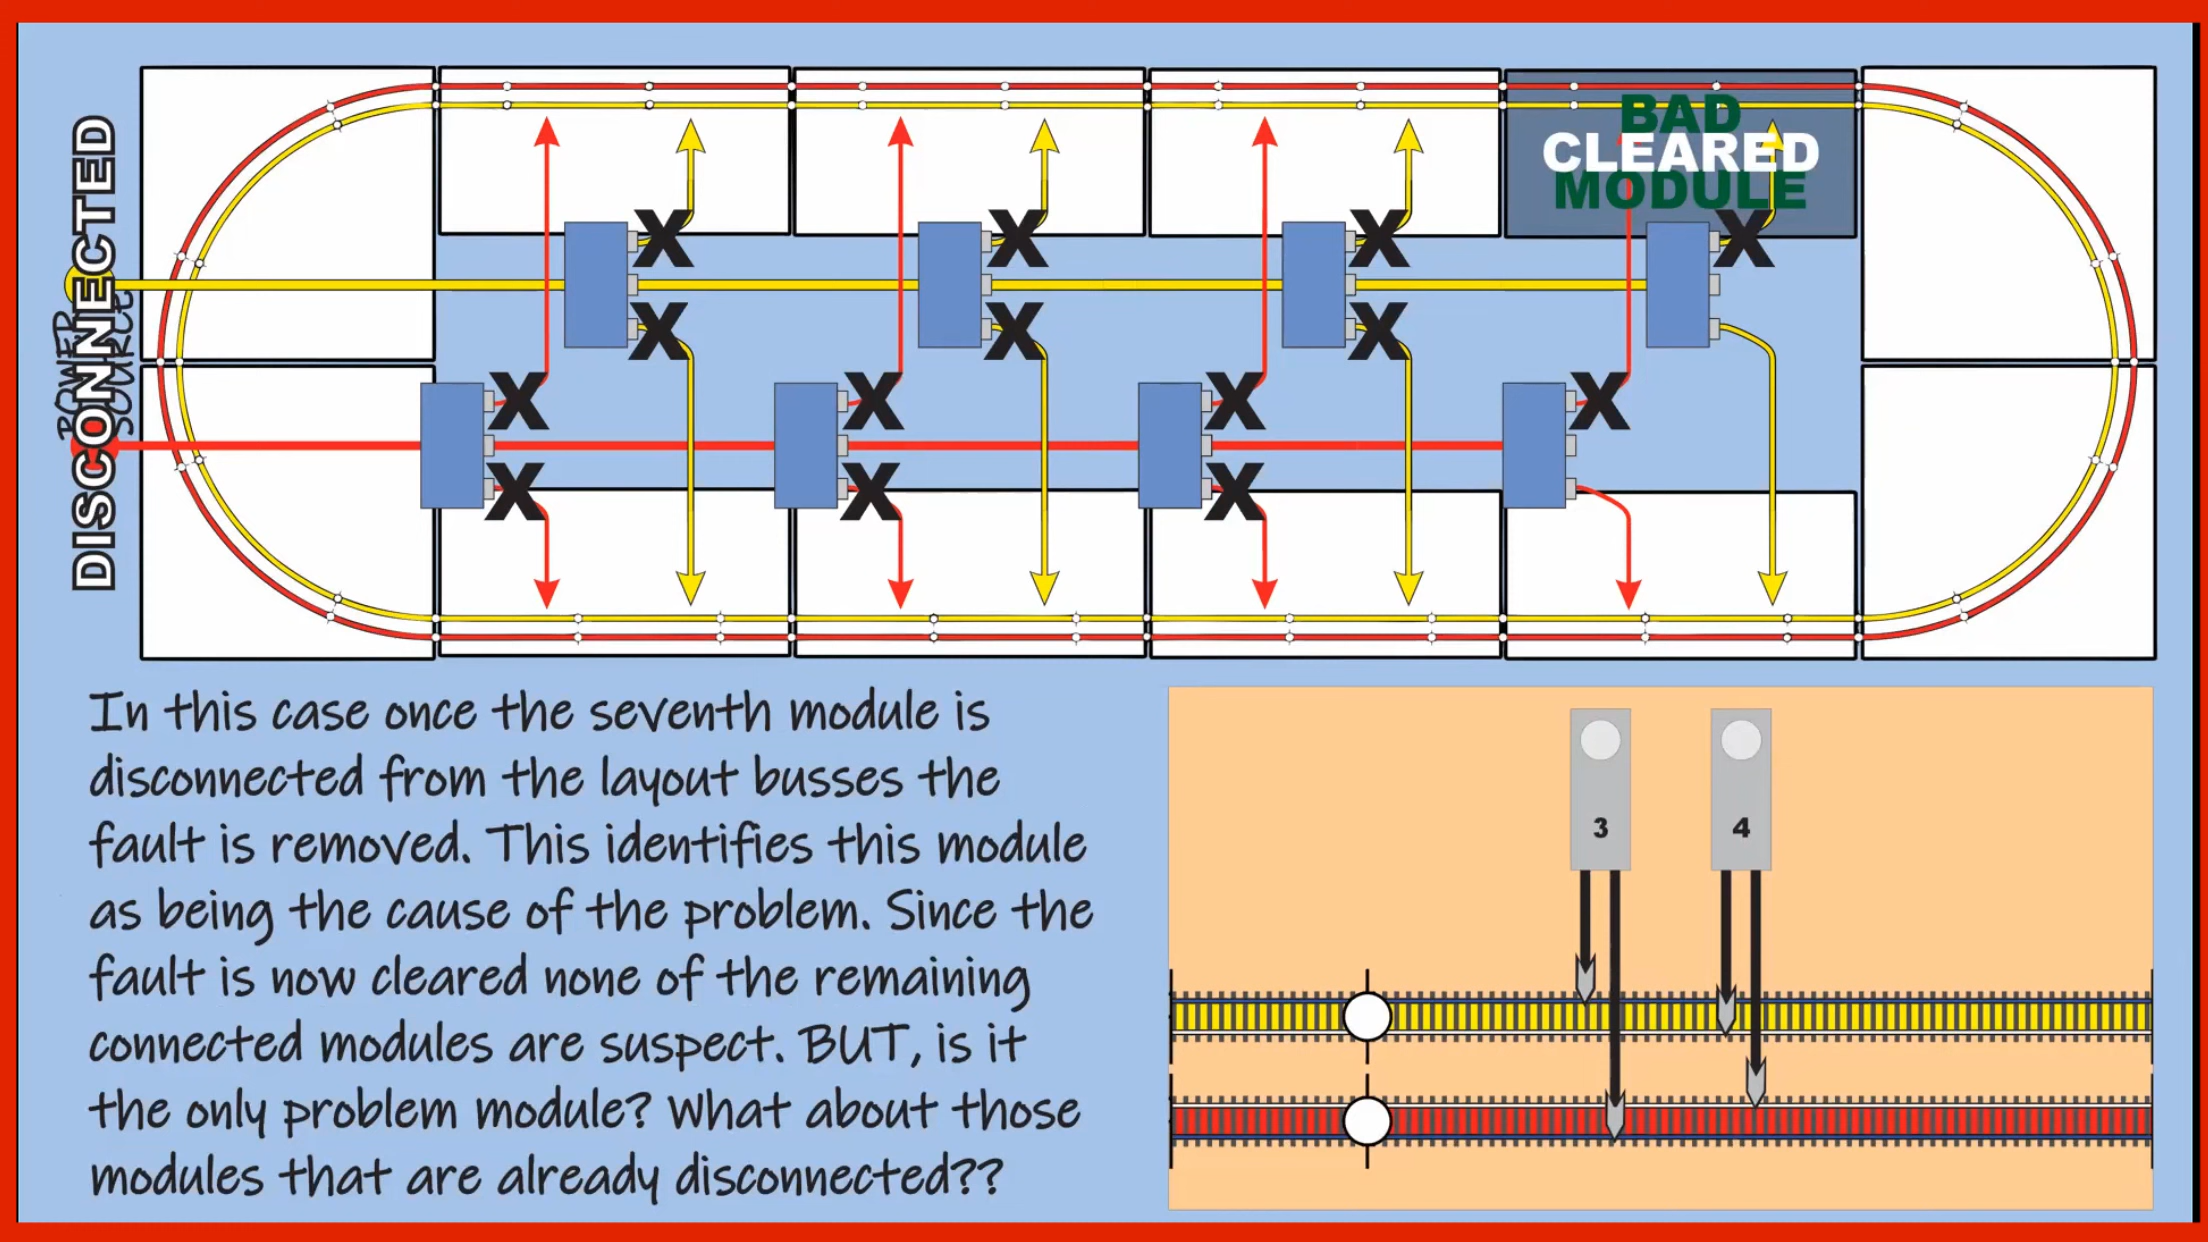 BAD
CLEARED
MODULE
DISCONNECTED
POWER
SOURCE
X X X X
X X X
X X X X
X X X
In this case once the seventh module is
disconnected from the layout busses the
fault is removed. This identifies this module
as being the cause of the problem. Since the
fault is now cleared none of the remaining
connected modules are suspect. BUT, is it
the only problem module? What about those
modules that are already disconnected??
3 4